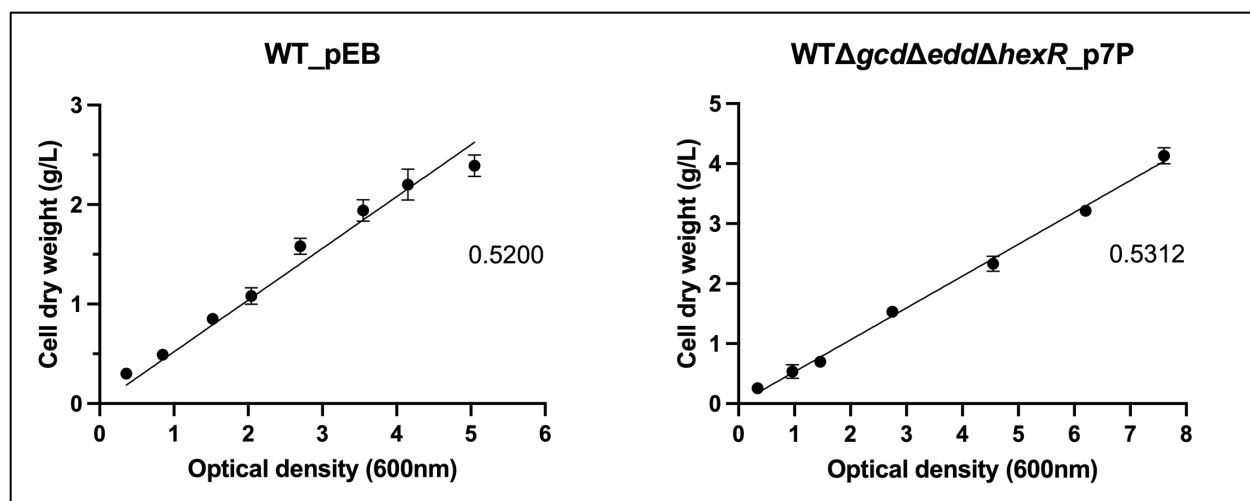 WT_pEB
Cell dry weight (g/L)
3
2
1
0
0.5200
0 1 2 3 4 5 6
Optical density (600nm)
WTΔgcdΔeddΔhexR_p7P
Cell dry weight (g/L)
5
4
3
2
1
0
0.5312
0 1 2 3 4 5 6 7 8
Optical density (600nm)